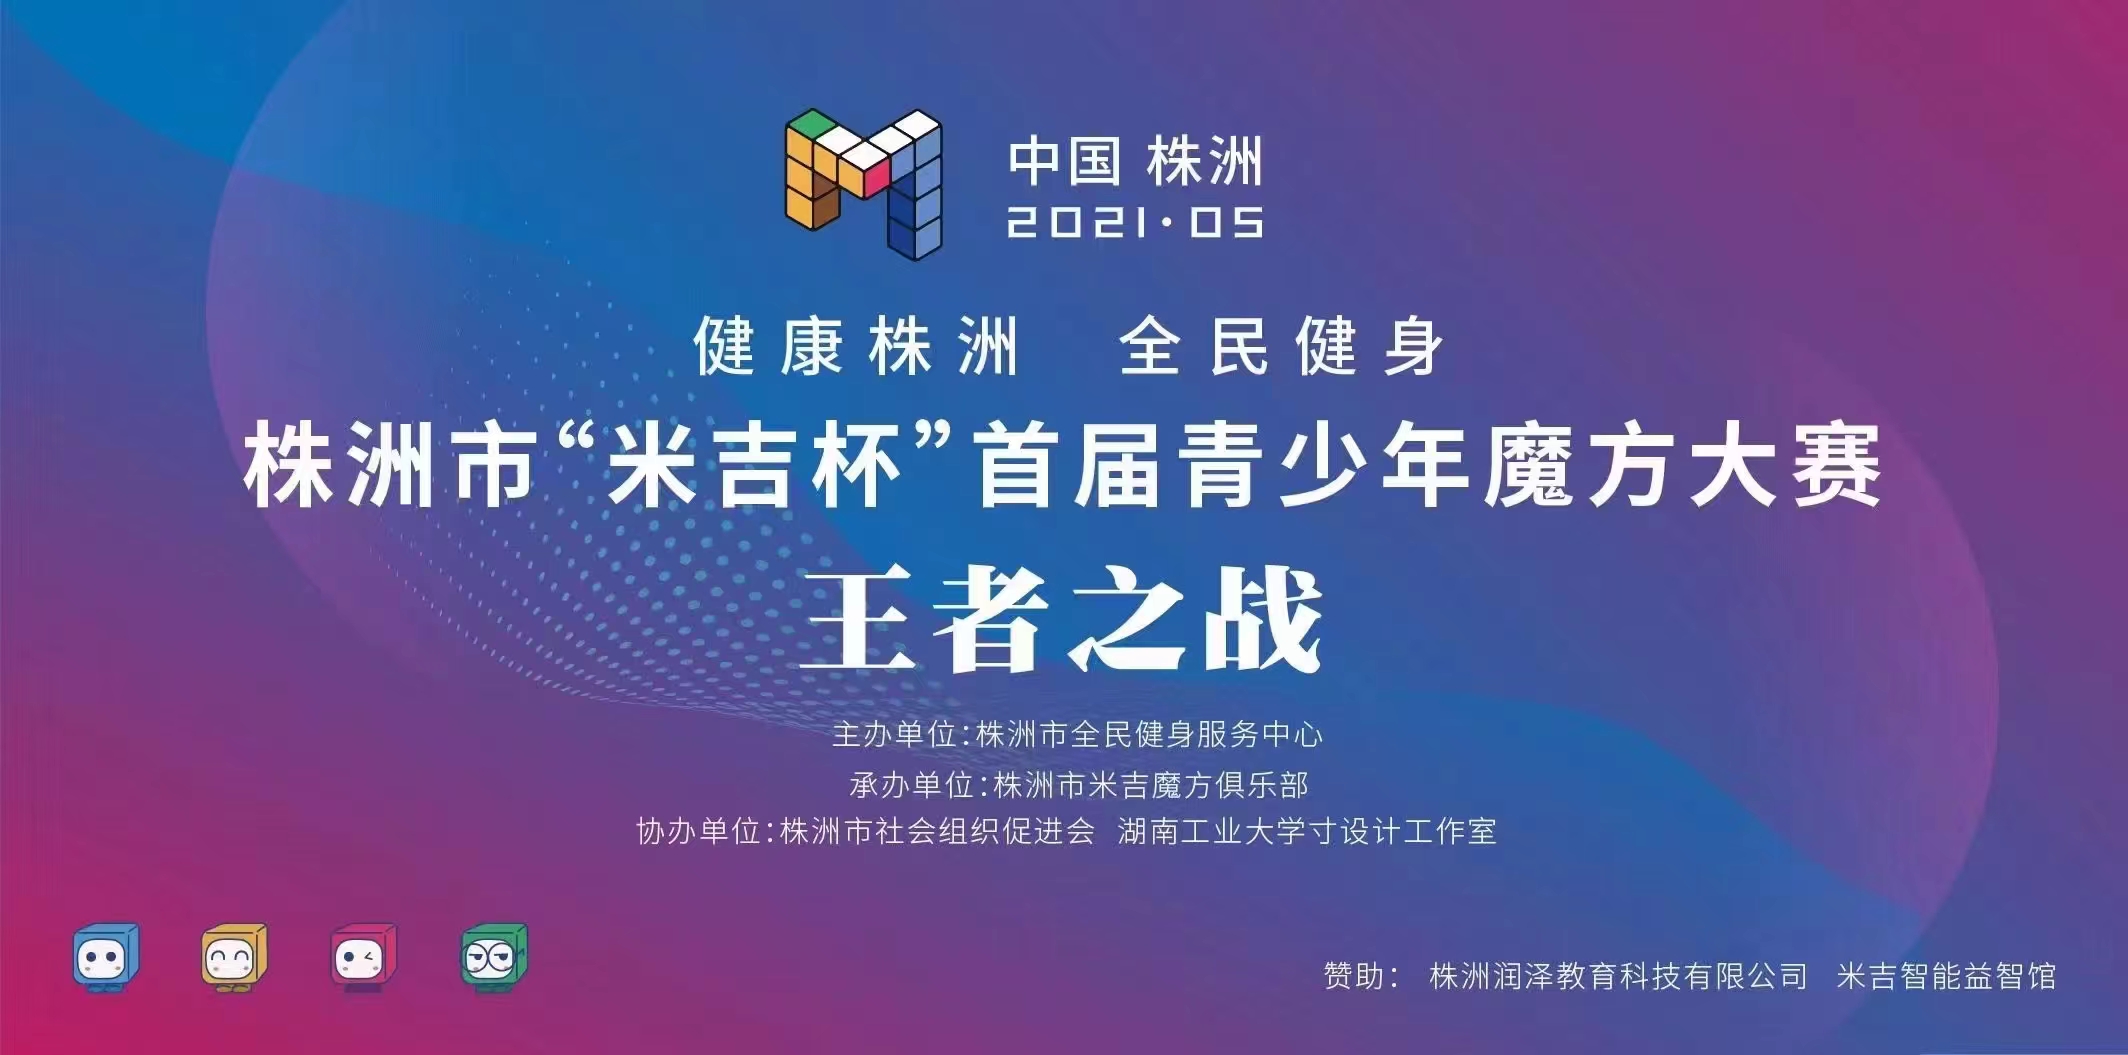 中国 株洲
2021·05
健康株洲 全民健身
株洲市“米吉杯”首届青少年魔方大赛
王者之战
主办单位:株洲市全民健身服务中心
承办单位:株洲市米吉魔方俱乐部
协办单位:株洲市社会组织促进会 湖南工业大学寸设计工作室
赞助: 株洲润泽教育科技有限公司 米吉智能益智馆